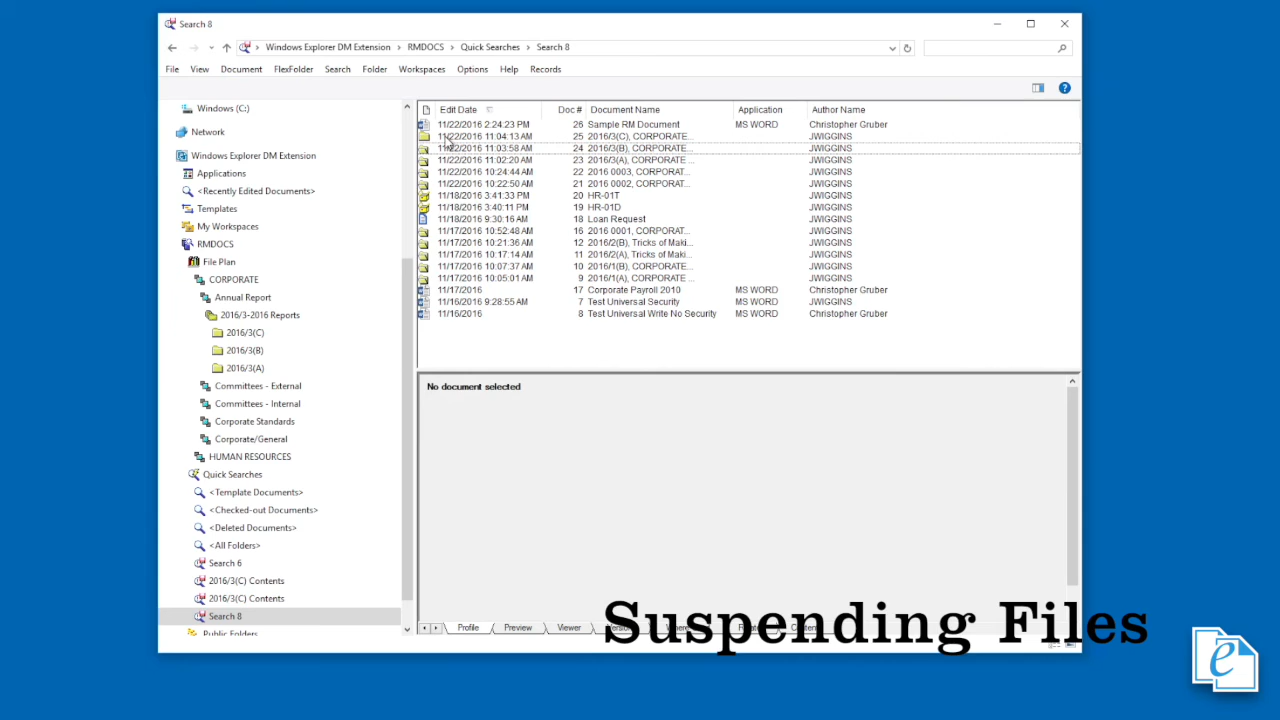 Search 8
Windows Explorer DM Extension > RMDOCS > Quick Searches > Search 8
File View Document FlexFolder Search Folder Workspaces Options Help Records
Windows (C:)
Network
Windows Explorer DM Extension
Applications
<Recently Edited Documents>
Templates
My Workspaces
RMDOCS
File Plan
CORPORATE
Annual Report
2016/3-2016 Reports
2016/3(C)
2016/3(B)
2016/3(A)
Committees - External
Committees - Internal
Corporate Standards
Corporate/General
HUMAN RESOURCES
Quick Searches
<Template Documents>
<Checked-out Documents>
<Deleted Documents>
<All Folders>
Search 6
2016/3(C) Contents
2016/3(C) Contents
Search 8
Public Folders
Edit Date Doc # Document Name Application Author Name
11/22/2016 2:24:23 PM 26 Sample RM Document MS WORD Christopher Gruber
11/22/2016 11:04:13 AM 25 2016/3(C), CORPORATE... JWIGGINS
11/22/2016 11:03:58 AM 24 2016/3(B), CORPORATE... JWIGGINS
11/22/2016 11:02:20 AM 23 2016/3(A), CORPORATE ... JWIGGINS
11/22/2016 10:24:44 AM 22 2016 0003, CORPORAT... JWIGGINS
11/22/2016 10:22:50 AM 21 2016 0002, CORPORAT... JWIGGINS
11/18/2016 3:41:33 PM 20 HR-01T JWIGGINS
11/18/2016 3:40:11 PM 19 HR-01D JWIGGINS
11/18/2016 9:30:16 AM 18 Loan Request JWIGGINS
11/17/2016 10:52:48 AM 16 2016 0001, CORPORAT... JWIGGINS
11/17/2016 10:21:36 AM 12 2016/2(B), Tricks of Maki... JWIGGINS
11/17/2016 10:17:14 AM 11 2016/2(A), Tricks of Maki... JWIGGINS
11/17/2016 10:07:37 AM 10 2016/1(B), CORPORATE... JWIGGINS
11/17/2016 10:05:01 AM 9 2016/1(A), CORPORATE... JWIGGINS
11/17/2016 17 Corporate Payroll 2010 MS WORD Christopher Gruber
11/16/2016 9:28:55 AM 7 Test Universal Security MS WORD JWIGGINS
11/16/2016 8 Test Universal Write No Security MS WORD Christopher Gruber
No document selected
Profile Preview Viewer
Suspending Files
e